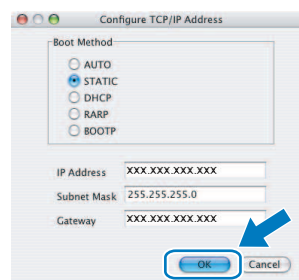 Configure TCP/IP Address
Boot Method
AUTO
STATIC
DHCP
RARP
BOOTP
IP Address XXX.XXX.XXX.XXX
Subnet Mask 255.255.255.0
Gateway XXX.XXX.XXX.XXX
OK Cancel